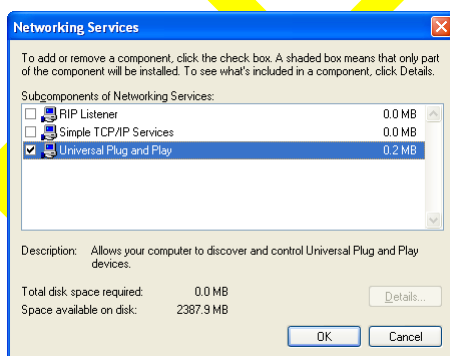 Networking Services
To add or remove a component, click the check box. A shaded box means that only part
of the component will be installed. To see what's included in a component, click Details.
Subcomponents of Networking Services:
RIP Listener 0.0 MB
Simple TCP/IP Services 0.0 MB
Universal Plug and Play 0.2 MB
Description: Allows your computer to discover and control Universal Plug and Play
devices.
Total disk space required: 0.0 MB
Space available on disk: 2387.9 MB
Details...
OK Cancel